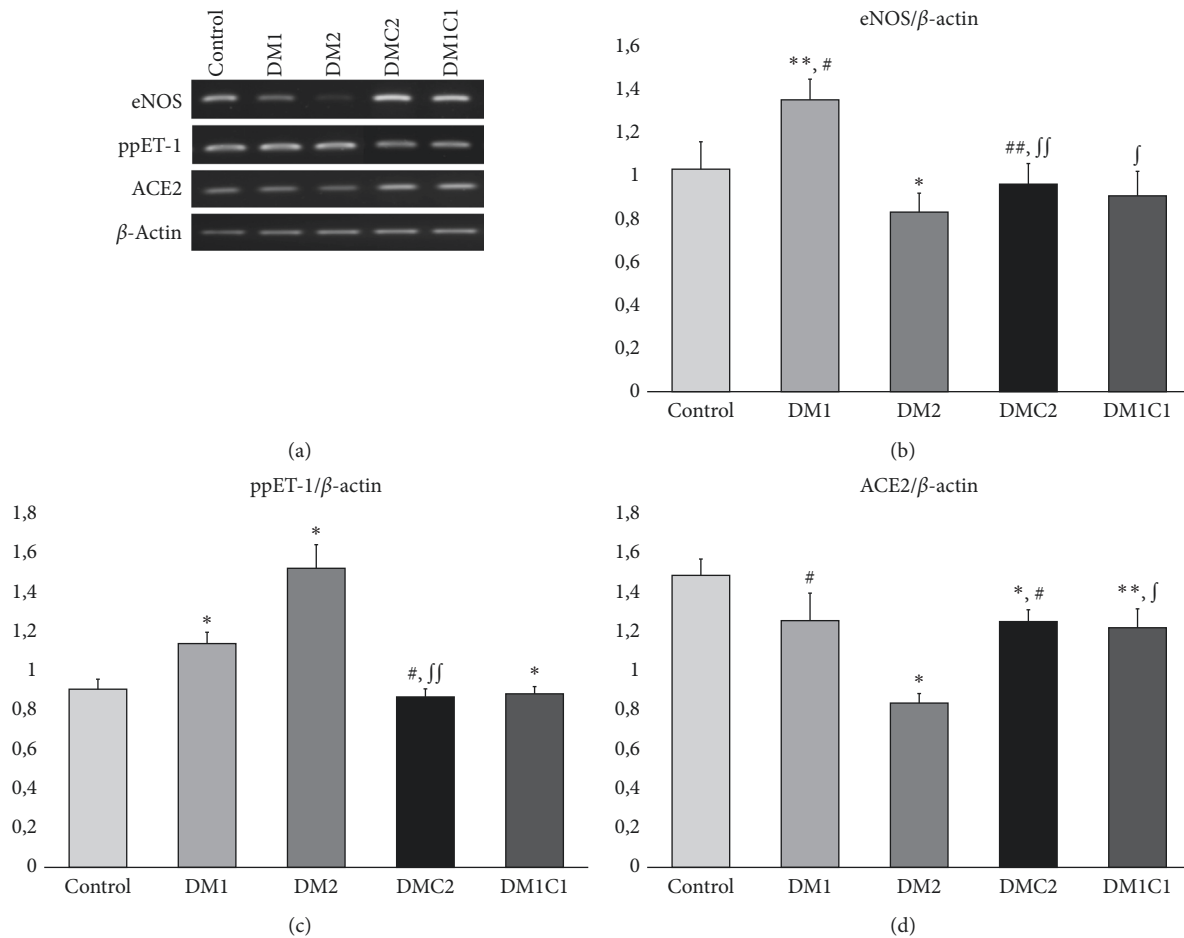 Control
DM1
DM2
DMC2
DM1C1
eNOS
ppET-1
ACE2
β-Actin
(a)
eNOS/β-actin
1,6
1,4
1,2
1
0,8
0,6
0,4
0,2
0
**, #
*
##, ∫∫
∫
Control DM1 DM2 DMC2 DM1C1
(b)
ppET-1/β-actin
1,8
1,6
1,4
1,2
1
0,8
0,6
0,4
0,2
0
*
*
#, ∫∫
*
Control DM1 DM2 DMC2 DM1C1
(c)
ACE2/β-actin
1,8
1,6
1,4
1,2
1
0,8
0,6
0,4
0,2
0
#
*
*, #
**, ∫
Control DM1 DM2 DMC2 DM1C1
(d)